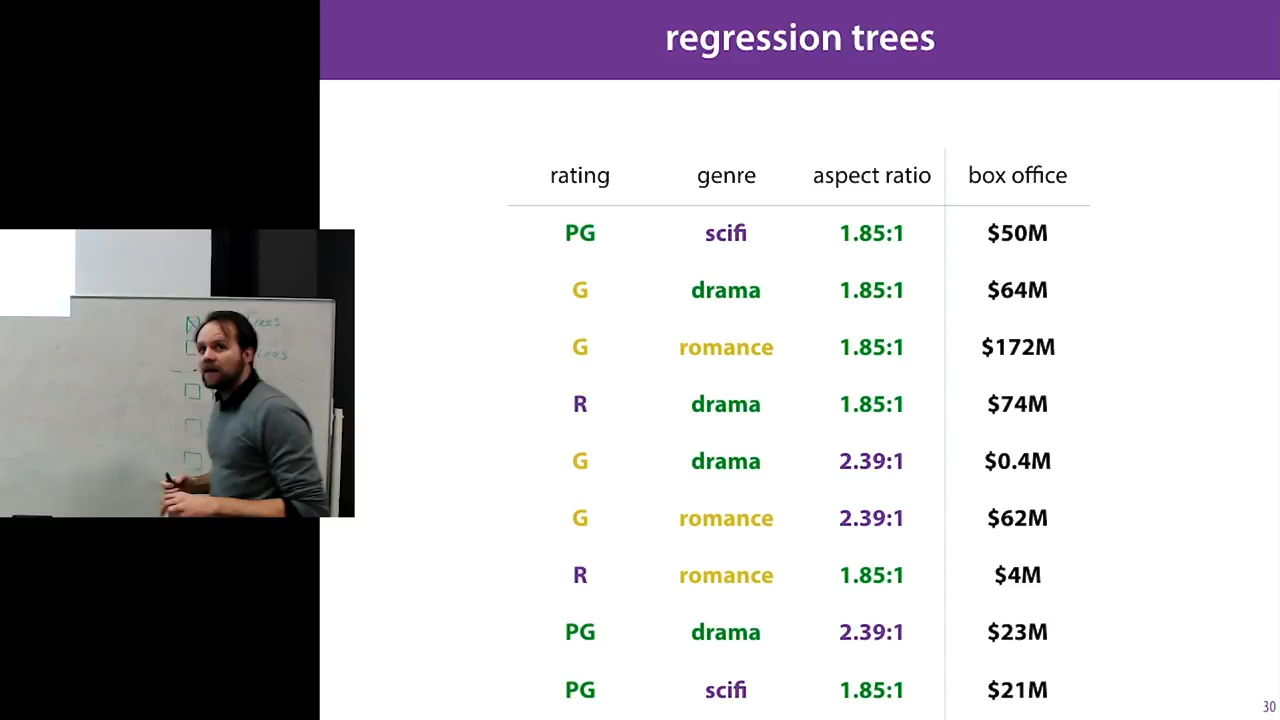 regression trees
rating genre aspect ratio box office
PG scifi 1.85:1 $50M
G drama 1.85:1 $64M
G romance 1.85:1 $172M
R drama 1.85:1 $74M
G drama 2.39:1 $0.4M
G romance 2.39:1 $62M
R romance 1.85:1 $4M
PG drama 2.39:1 $23M
PG scifi 1.85:1 $21M
30